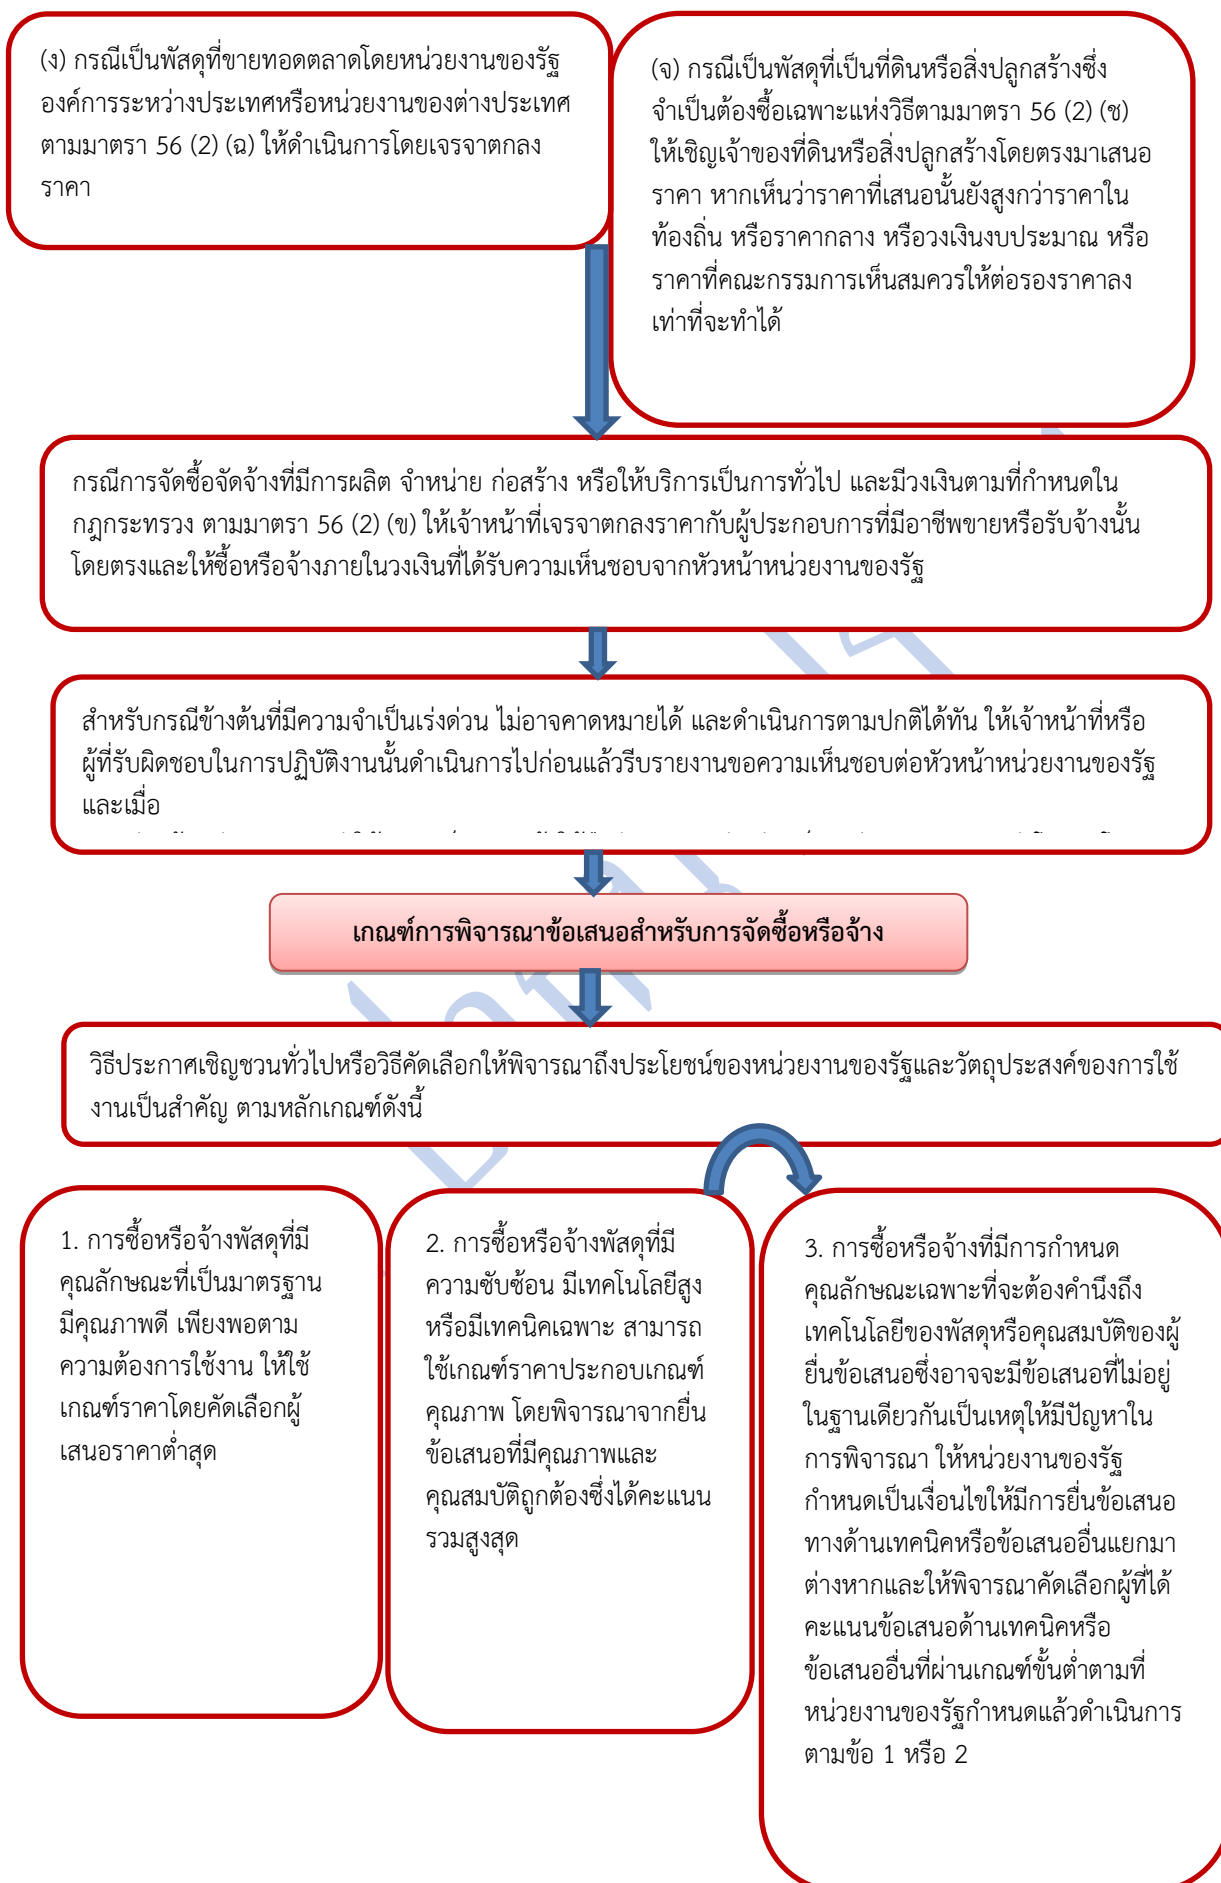 (ง) กรณีเป็นพัสดุที่ขายทอดตลาดโดยหน่วยงานของรัฐ
องค์การระหว่างประเทศหรือหน่วยงานของต่างประเทศ
ตามมาตรา 56 (2) (ฉ) ให้ดำเนินการโดยเจรจาตกลง
ราคา
(จ) กรณีเป็นพัสดุที่เป็นที่ดินหรือสิ่งปลูกสร้างซึ่ง
จำเป็นต้องซื้อเฉพาะแห่งวิธีตามมาตรา 56 (2) (ช)
ให้เชิญเจ้าของที่ดินหรือสิ่งปลูกสร้างโดยตรงมาเสนอ
ราคา หากเห็นว่าราคาที่เสนอนั้นยังสูงกว่าราคาใน
ท้องถิ่น หรือราคากลาง หรือวงเงินงบประมาณ หรือ
ราคาที่คณะกรรมการเห็นสมควรให้ต่อรองราคาลง
เท่าที่จะทำได้
กรณีการจัดซื้อจัดจ้างที่มีการผลิต จำหน่าย ก่อสร้าง หรือให้บริการเป็นการทั่วไป และมีวงเงินตามที่กำหนดใน
กฎกระทรวง ตามมาตรา 56 (2) (ข) ให้เจ้าหน้าที่เจรจาตกลงราคากับผู้ประกอบการที่มีอาชีพขายหรือรับจ้างนั้น
โดยตรงและให้ซื้อหรือจ้างภายในวงเงินที่ได้รับความเห็นชอบจากหัวหน้าหน่วยงานของรัฐ
สำหรับกรณีข้างต้นที่มีความจำเป็นเร่งด่วน ไม่อาจคาดหมายได้ และดำเนินการตามปกติได้ทัน ให้เจ้าหน้าที่หรือ
ผู้ที่รับผิดชอบในการปฏิบัติงานนั้นดำเนินการไปก่อนแล้วรีบรายงานขอความเห็นชอบต่อหัวหน้าหน่วยงานของรัฐ
และเมื่อ
เกณฑ์การพิจารณาข้อเสนอสำหรับการจัดซื้อหรือจ้าง
วิธีประกาศเชิญชวนทั่วไปหรือวิธีคัดเลือกให้พิจารณาถึงประโยชน์ของหน่วยงานของรัฐและวัตถุประสงค์ของการใช้
งานเป็นสำคัญ ตามหลักเกณฑ์ดังนี้
1. การซื้อหรือจ้างพัสดุที่มี
คุณลักษณะที่เป็นมาตรฐาน
มีคุณภาพดี เพียงพอตาม
ความต้องการใช้งาน ให้ใช้
เกณฑ์ราคาโดยคัดเลือกผู้
เสนอราคาต่ำสุด
2. การซื้อหรือจ้างพัสดุที่มี
ความซับซ้อน มีเทคโนโลยีสูง
หรือมีเทคนิคเฉพาะ สามารถ
ใช้เกณฑ์ราคาประกอบเกณฑ์
คุณภาพ โดยพิจารณาจากยื่น
ข้อเสนอที่มีคุณภาพและ
คุณสมบัติถูกต้องซึ่งได้คะแนน
รวมสูงสุด
3. การซื้อหรือจ้างที่มีการกำหนด
คุณลักษณะเฉพาะที่จะต้องคำนึงถึง
เทคโนโลยีของพัสดุหรือคุณสมบัติของผู้
ยื่นข้อเสนอซึ่งอาจจะมีข้อเสนอที่ไม่อยู่
ในฐานเดียวกันเป็นเหตุให้มีปัญหาใน
การพิจารณา ให้หน่วยงานของรัฐ
กำหนดเป็นเงื่อนไขให้มีการยื่นข้อเสนอ
ทางด้านเทคนิคหรือข้อเสนออื่นแยกมา
ต่างหากและให้พิจารณาคัดเลือกผู้ที่ได้
คะแนนข้อเสนอด้านเทคนิคหรือ
ข้อเสนออื่นที่ผ่านเกณฑ์ขั้นต่ำตามที่
หน่วยงานของรัฐกำหนดแล้วดำเนินการ
ตามข้อ 1 หรือ 2